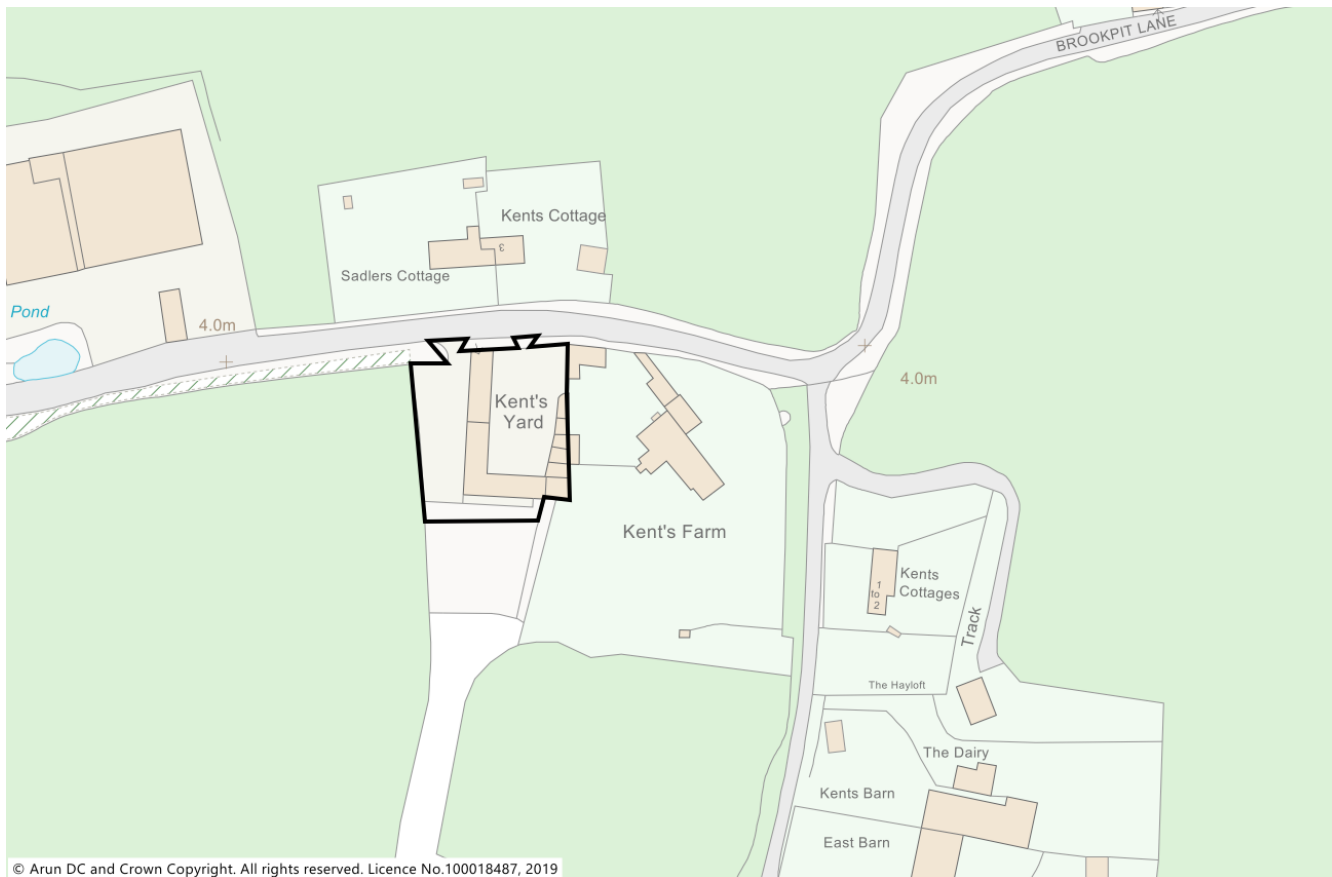 BROOKPIT LANE
Kents Cottage
3
Sadlers Cottage
Pond
4.0m
4.0m
Kent's
Yard
Kent's Farm
Kents
Cottages
1
to
2
Track
The Hayloft
The Dairy
Kents Barn
East Barn
© Arun DC and Crown Copyright. All rights reserved. Licence No.100018487, 2019